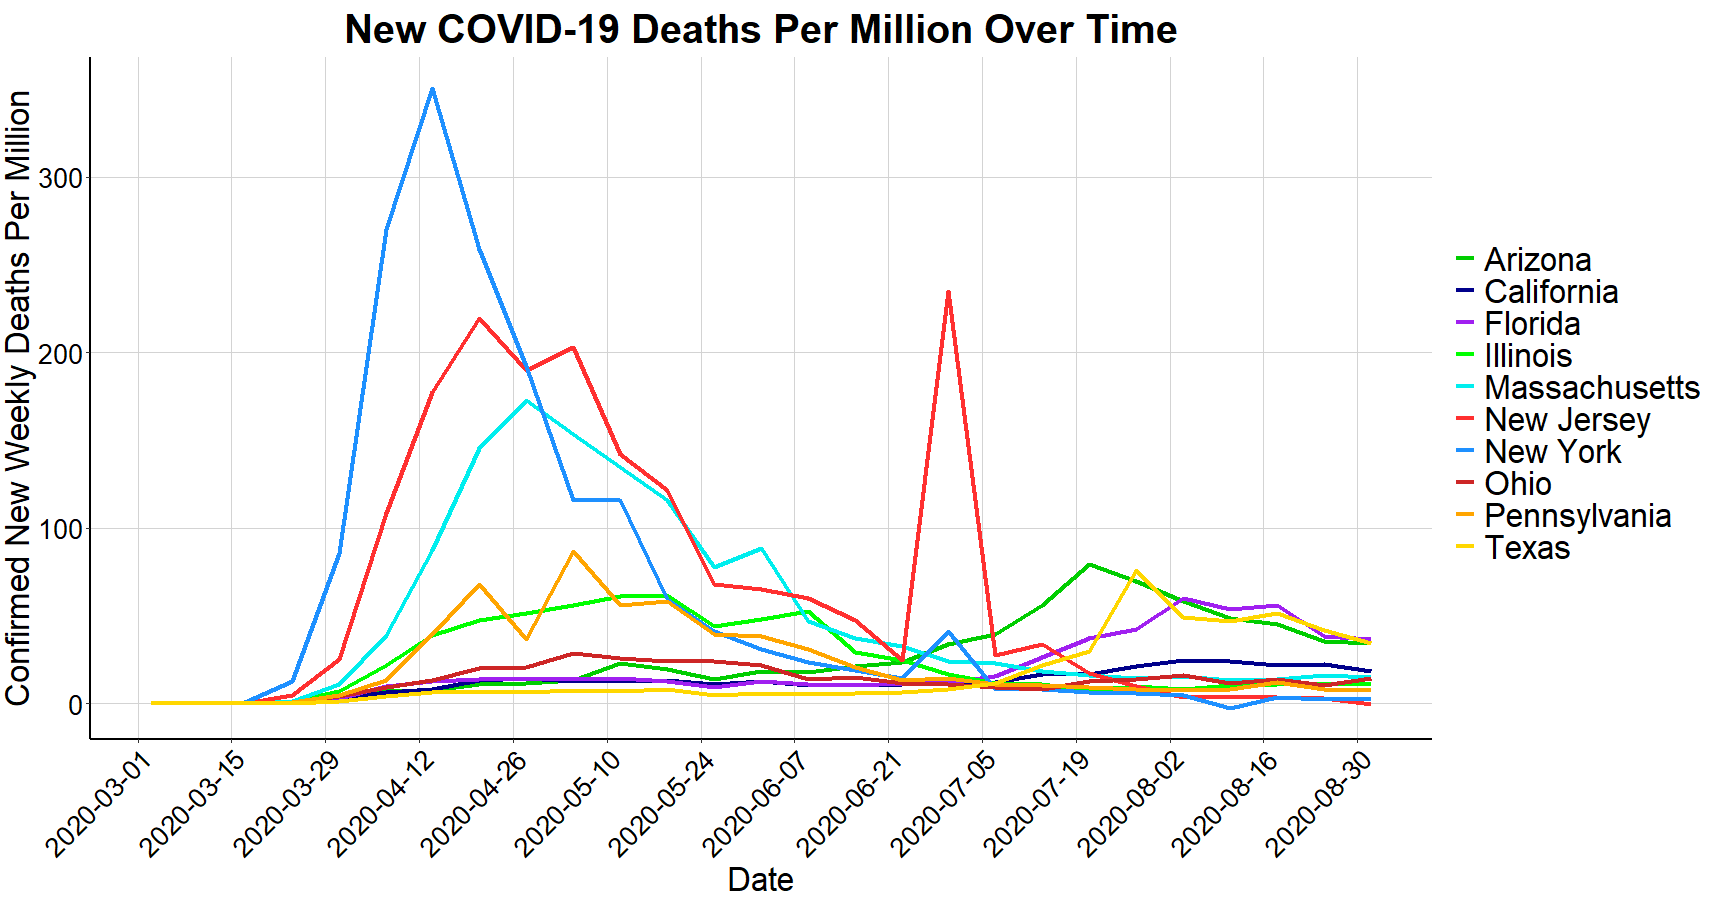 New COVID-19 Deaths Per Million Over Time
Confirmed New Weekly Deaths Per Million
300
200
100
0
2020-03-01
2020-03-15
2020-03-29
2020-04-12
2020-04-26
2020-05-10
2020-05-24
2020-06-07
2020-06-21
2020-07-05
2020-07-19
2020-08-02
2020-08-16
2020-08-30
Date
Arizona
California
Florida
Illinois
Massachusetts
New Jersey
New York
Ohio
Pennsylvania
Texas